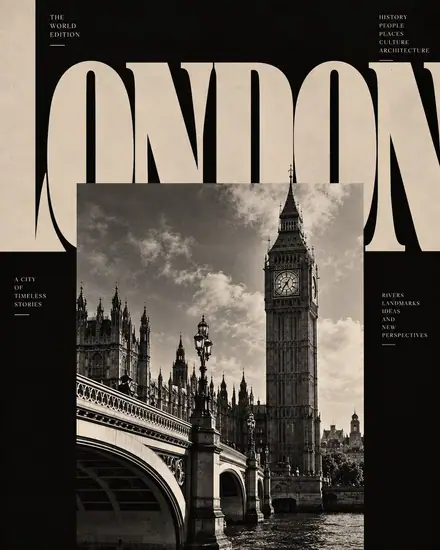 THE
WORLD
EDITION
HISTORY
PEOPLE
PLACES
CULTURE
ARCHITECTURE
LONDON
A CITY
OF
TIMELESS
STORIES
RIVERS
LANDMARKS
IDEAS
AND
NEW
PERSPECTIVES